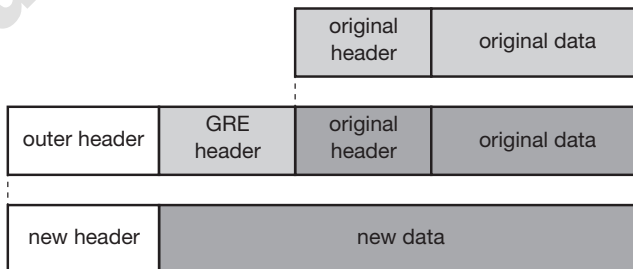 original
header
original data
outer header
GRE
header
original
header
original data
new header
new data